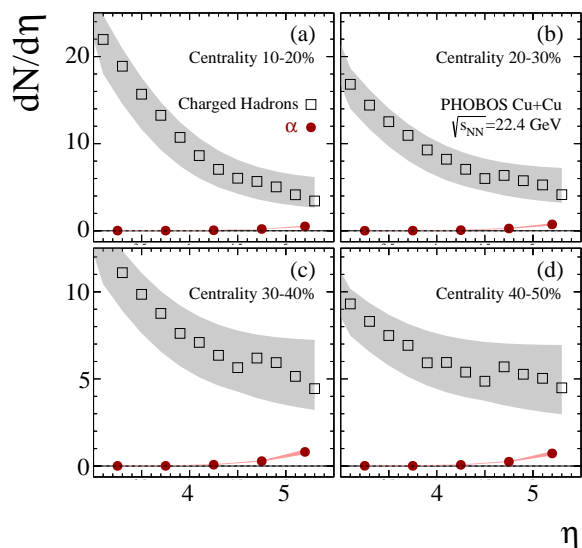 dN/dη
(a)
Centrality 10-20%
Charged Hadrons
α
20
10
0
(b)
Centrality 20-30%
PHOBOS Cu+Cu
√sNN=22.4 GeV
(c)
Centrality 30-40%
10
5
0
4
5
(d)
Centrality 40-50%
4
5
η